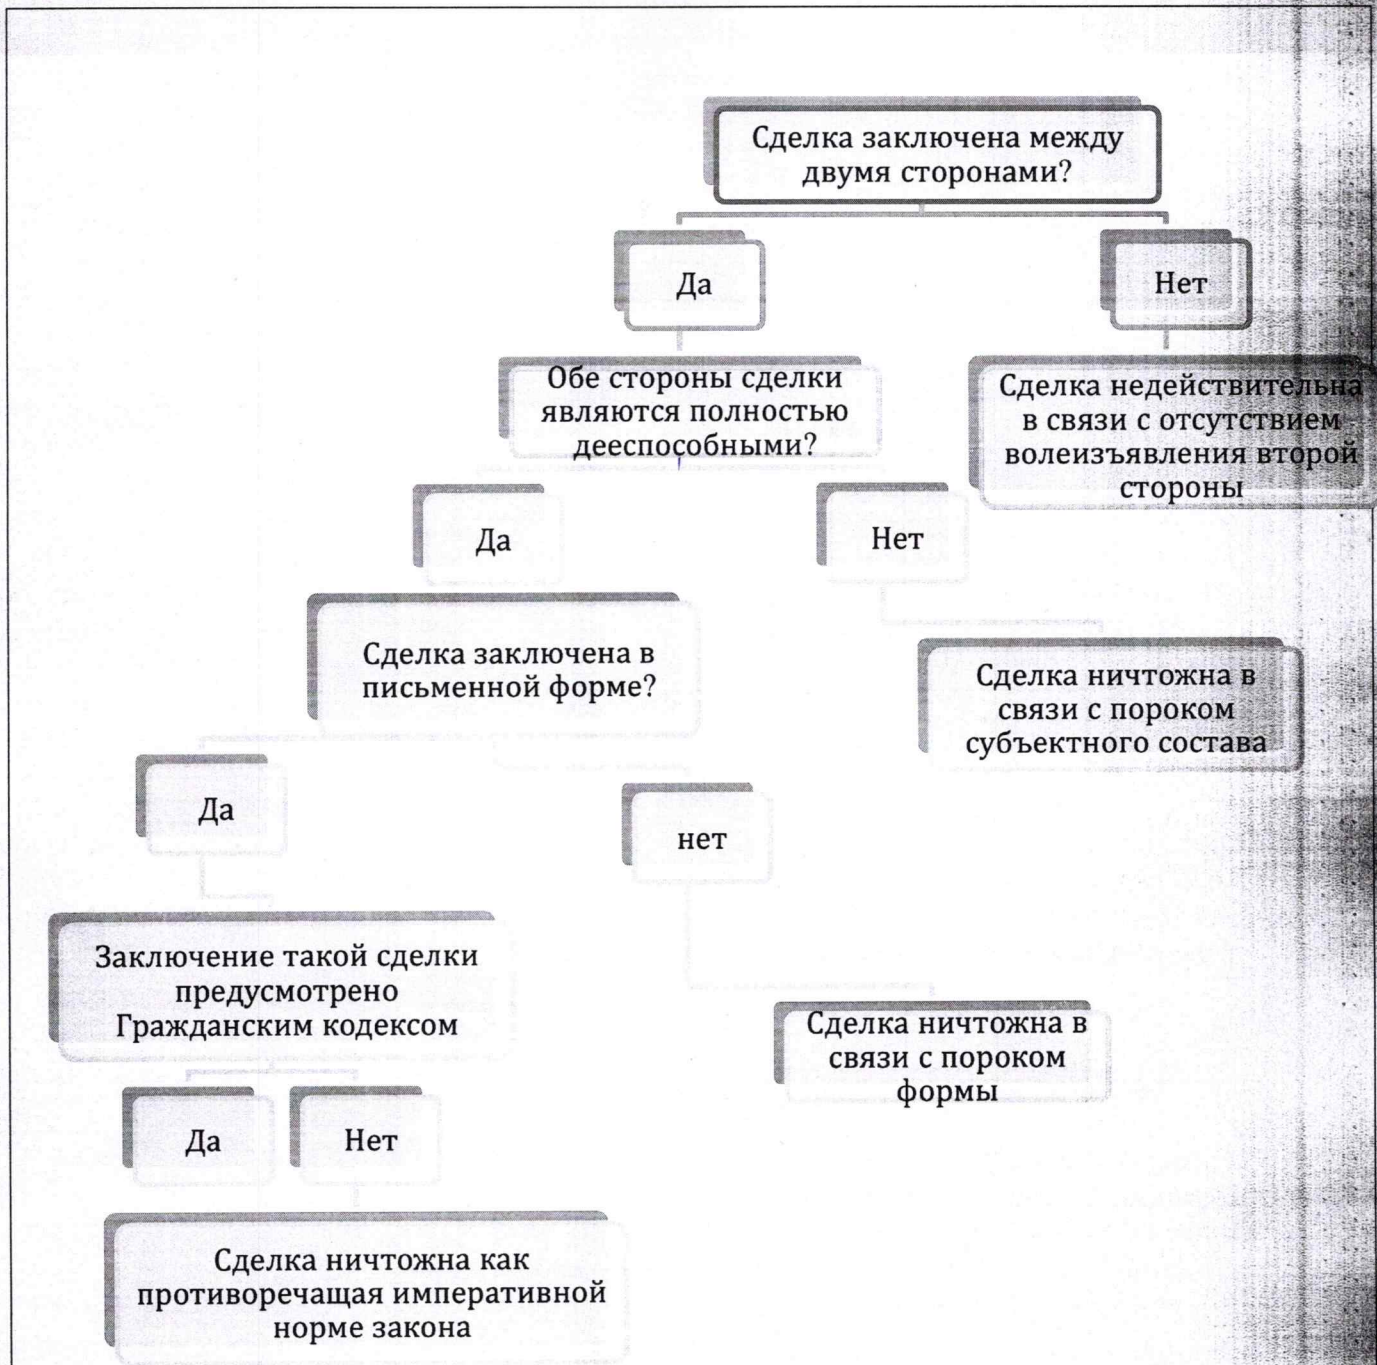 Сделка заключена между
двумя сторонами?
Да
Нет
Обе стороны сделки
являются полностью
дееспособными?
Сделка недействительна
в связи с отсутствием
волеизъявления второй
стороны
Да
Нет
Сделка заключена в
письменной форме?
Сделка ничтожна в
связи с пороком
субъектного состава
Да
нет
Заключение такой сделки
предусмотрено
Гражданским кодексом
Сделка ничтожна в
связи с пороком
формы
Да
Нет
Сделка ничтожна как
противоречащая императивной
норме закона